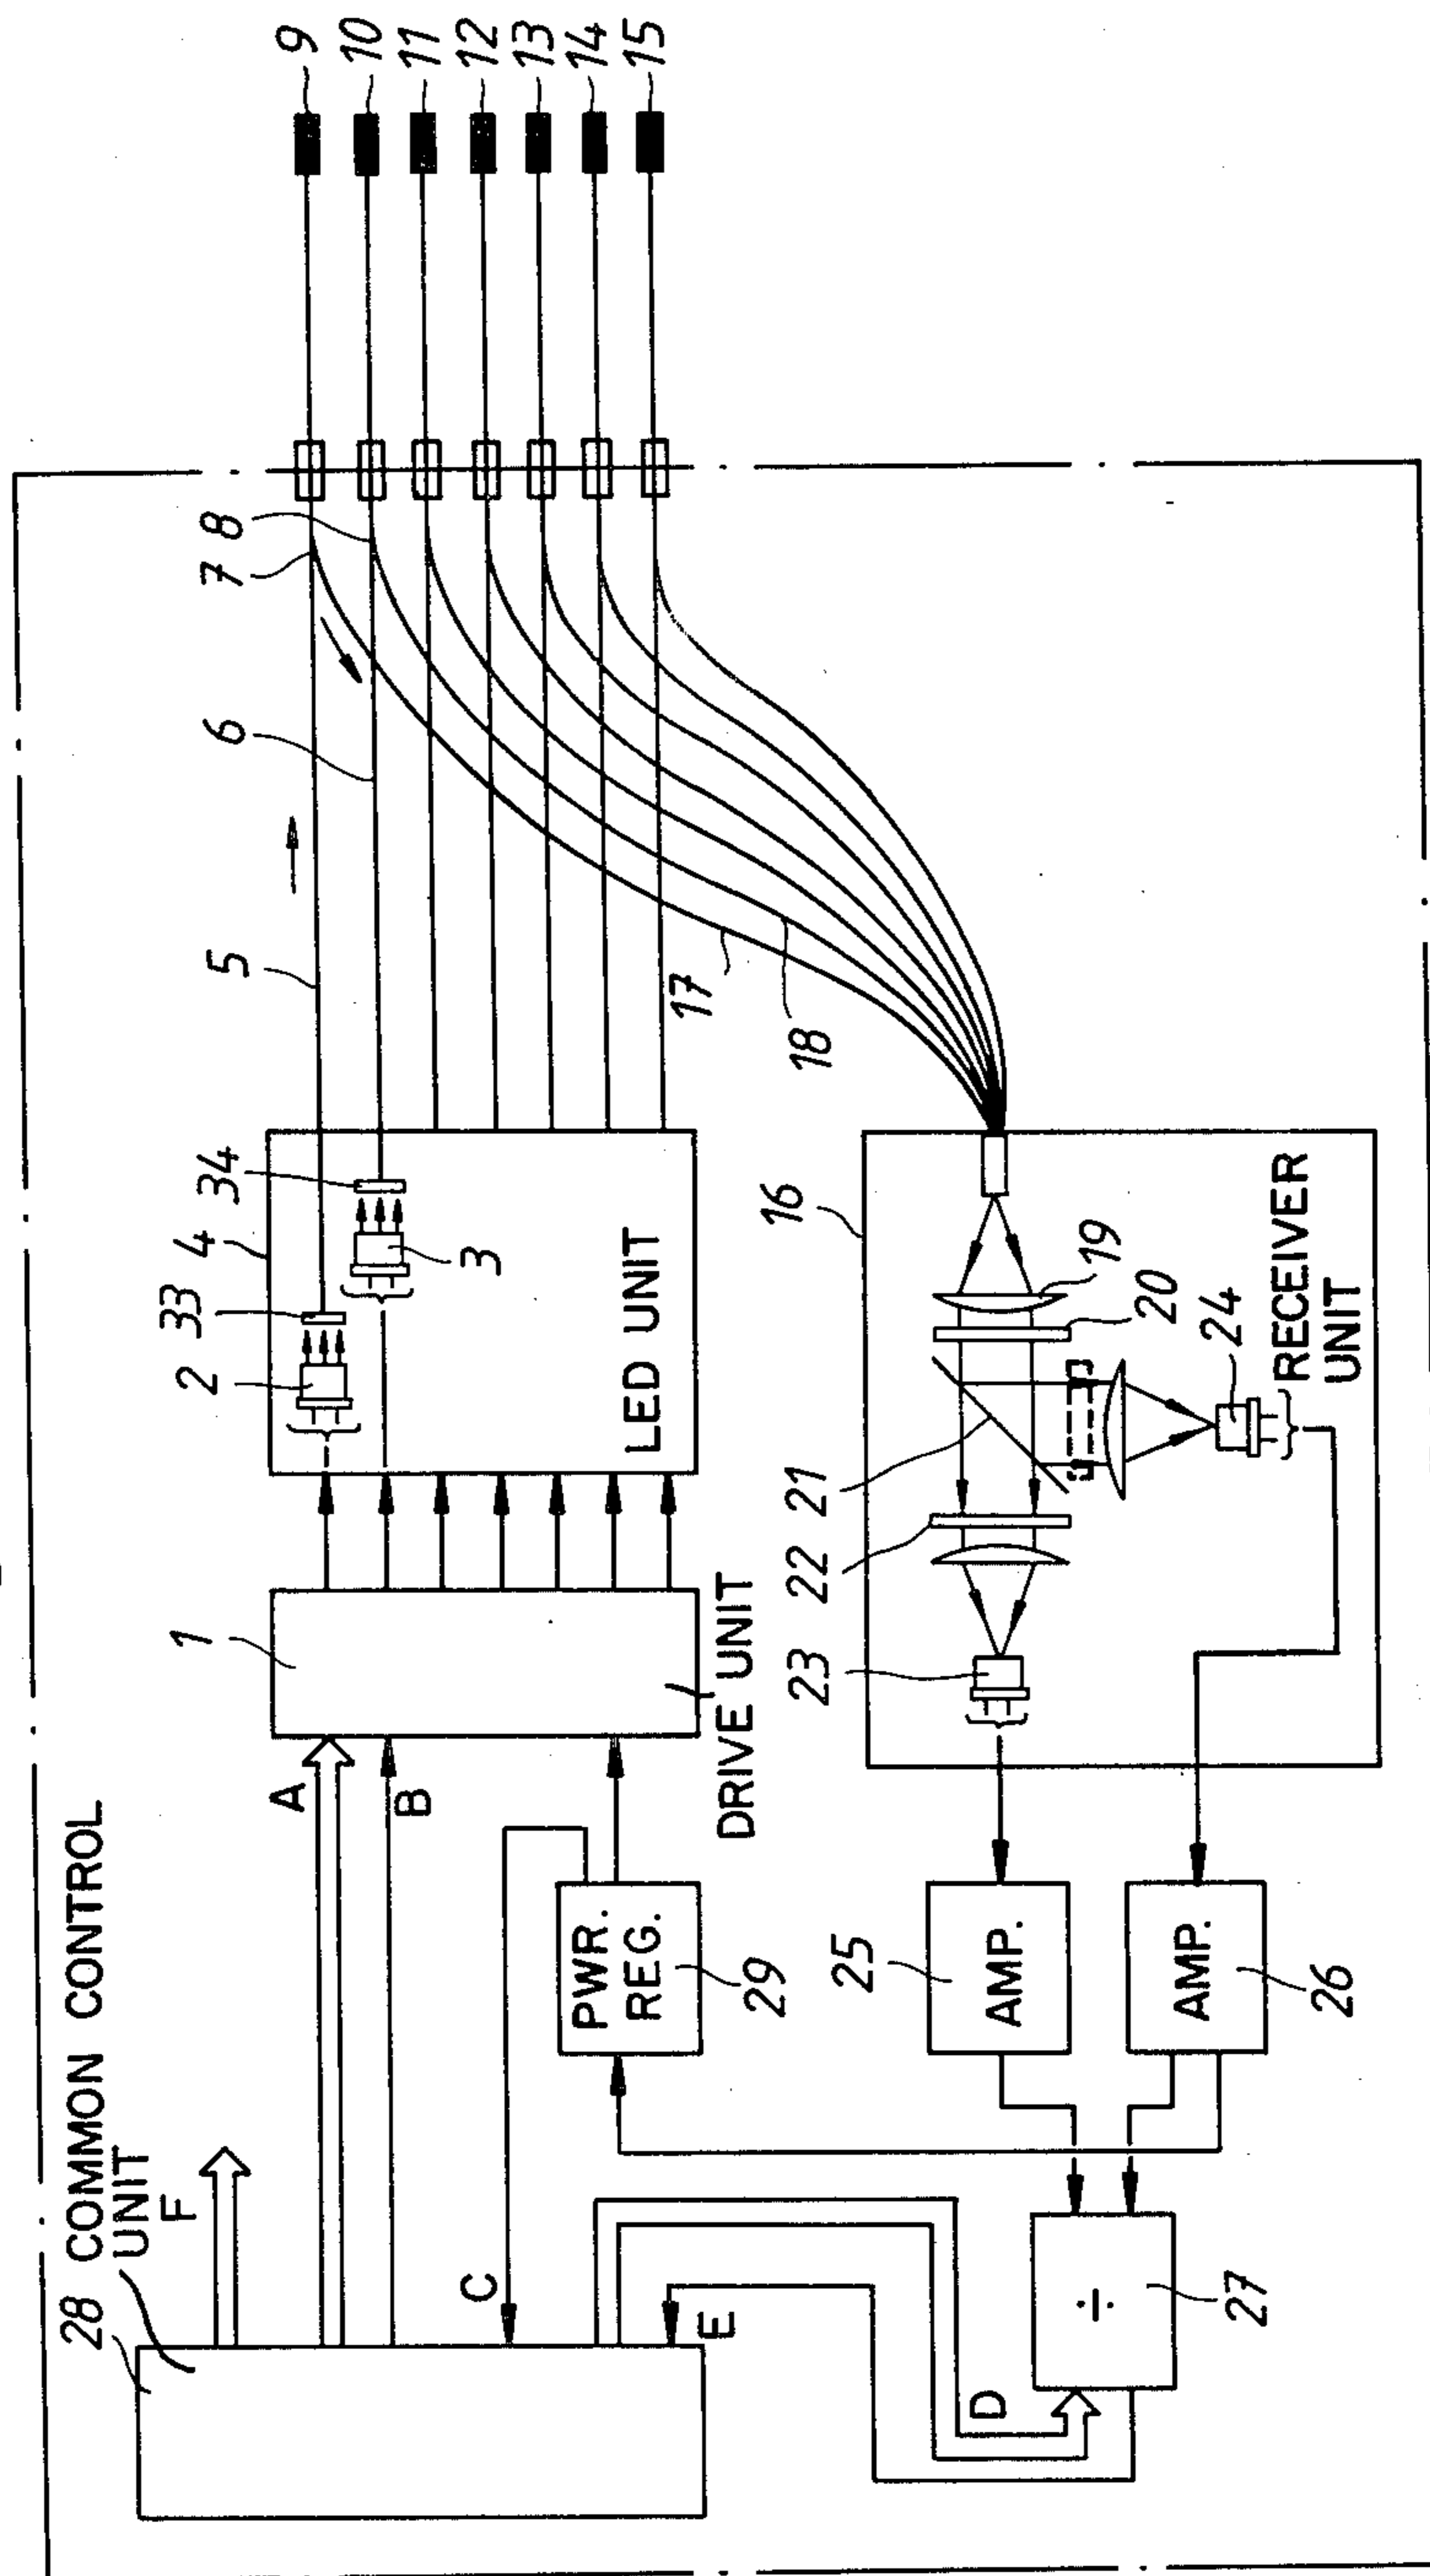 9
10
11
12
13
14
15
7
8
6
5
17
18
33
34
4
2
3
LED UNIT
16
19
20
21
22
23
24
RECEIVER
UNIT
1
DRIVE UNIT
A
B
PWR.
REG.
29
25
AMP.
AMP.
26
28 COMMON CONTROL
UNIT
F
C
E
D
÷
27